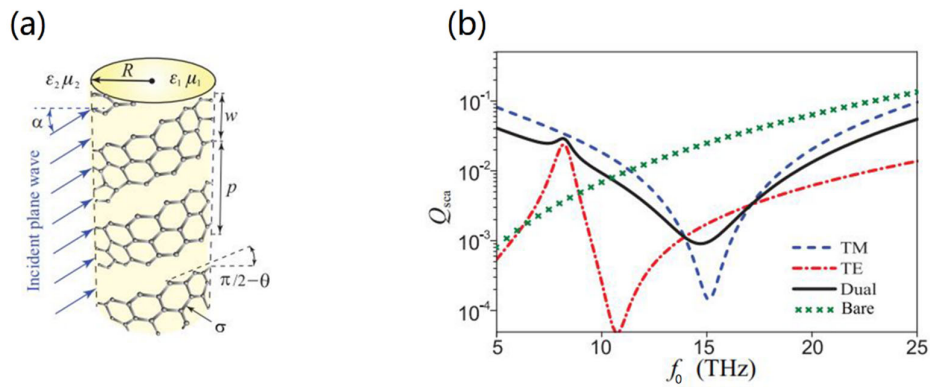 (a)
ε₂ μ₂
R
ε₁ μ₁
α
w
Incident plane wave
p
π/2−θ
σ
(b)
Qsca
10⁻¹
10⁻²
10⁻³
10⁻⁴
TM
TE
Dual
Bare
5
10
15
20
25
f₀ (THz)